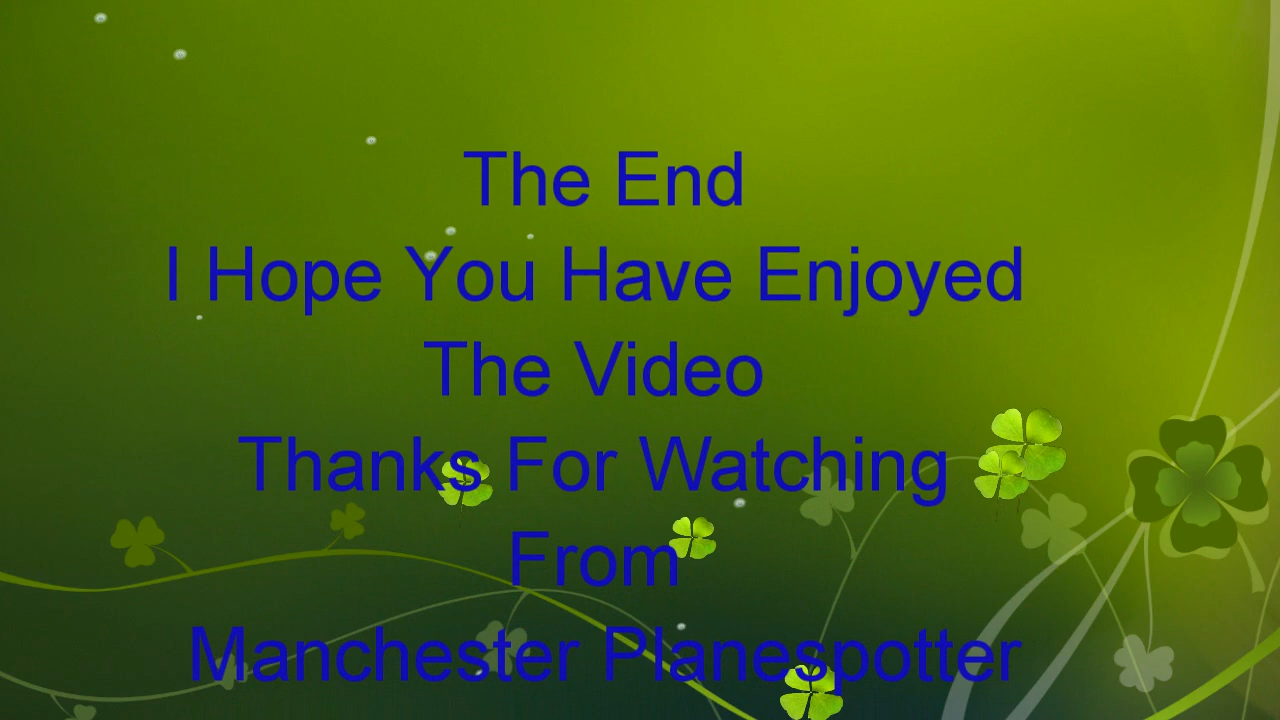 The End
I Hope You Have Enjoyed
The Video
Thanks For Watching
From
Manchester Planespotter